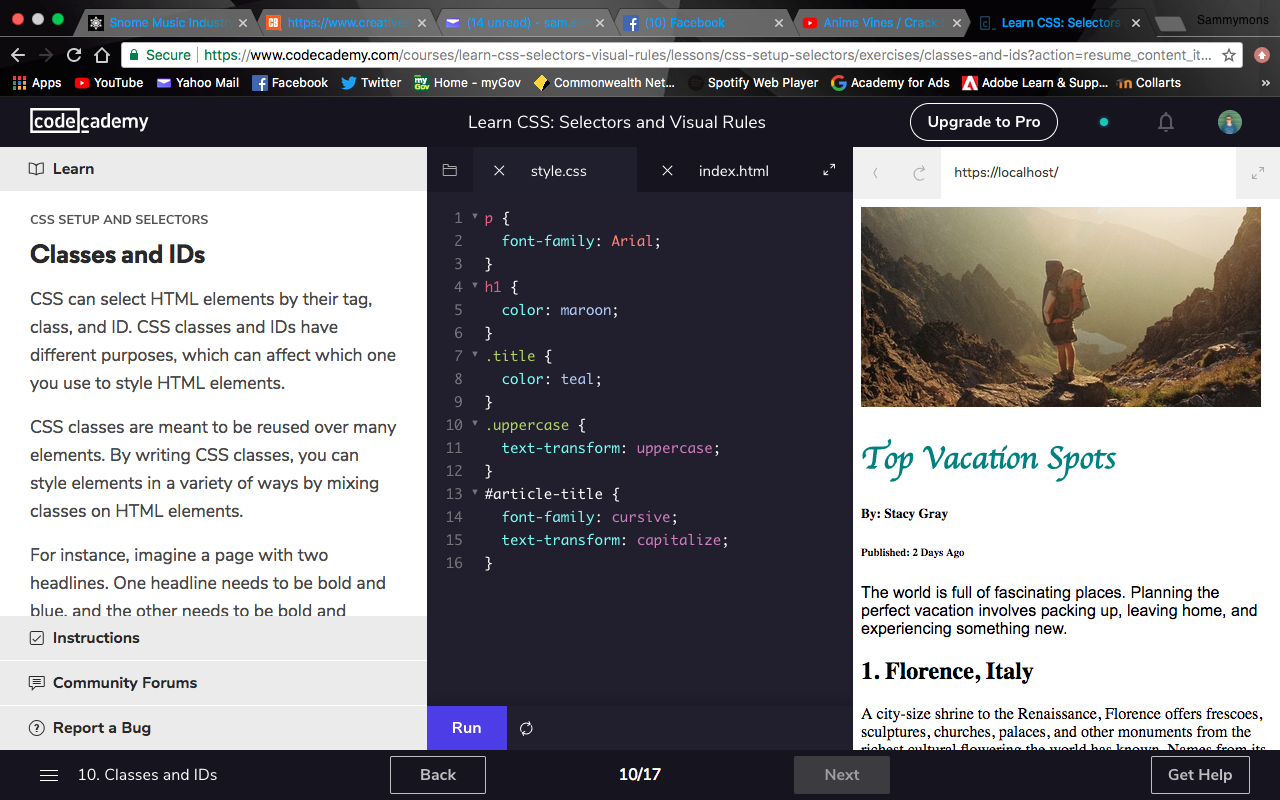 Snome Music Indust
https://www.creative
(14 unread) - sam.s
(10) Facebook
Anime Vines / Crack
Learn CSS: Selectors
Sammymons
Secure
https://www.codecademy.com/courses/learn-css-selectors-visual-rules/lessons/css-setup-selectors/exercises/classes-and-ids?action=resume_content_it...
Apps
YouTube
Yahoo Mail
Facebook
Twitter
Home - myGov
Commonwealth Net...
Spotify Web Player
Academy for Ads
Adobe Learn & Supp...
Collarts
»
codecademy
Learn CSS: Selectors and Visual Rules
Upgrade to Pro
Learn
CSS SETUP AND SELECTORS
Classes and IDs
CSS can select HTML elements by their tag,
class, and ID. CSS classes and IDs have
different purposes, which can affect which one
you use to style HTML elements.
CSS classes are meant to be reused over many
elements. By writing CSS classes, you can
style elements in a variety of ways by mixing
classes on HTML elements.
For instance, imagine a page with two
headlines. One headline needs to be bold and
blue, and the other needs to be bold and
Instructions
Community Forums
Report a Bug
style.css
index.html
1 p {
2 font-family: Arial;
3 }
4 h1 {
5 color: maroon;
6 }
7 .title {
8 color: teal;
9 }
10 .uppercase {
11 text-transform: uppercase;
12 }
13 #article-title {
14 font-family: cursive;
15 text-transform: capitalize;
16 }
Run
https://localhost/
Top Vacation Spots
By: Stacy Gray
Published: 2 Days Ago
The world is full of fascinating places. Planning the
perfect vacation involves packing up, leaving home, and
experiencing something new.
1. Florence, Italy
A city-size shrine to the Renaissance, Florence offers frescoes,
sculptures, churches, palaces, and other monuments from the
richest cultural flowering the world has known. Names from its
10. Classes and IDs
Back
10/17
Next
Get Help